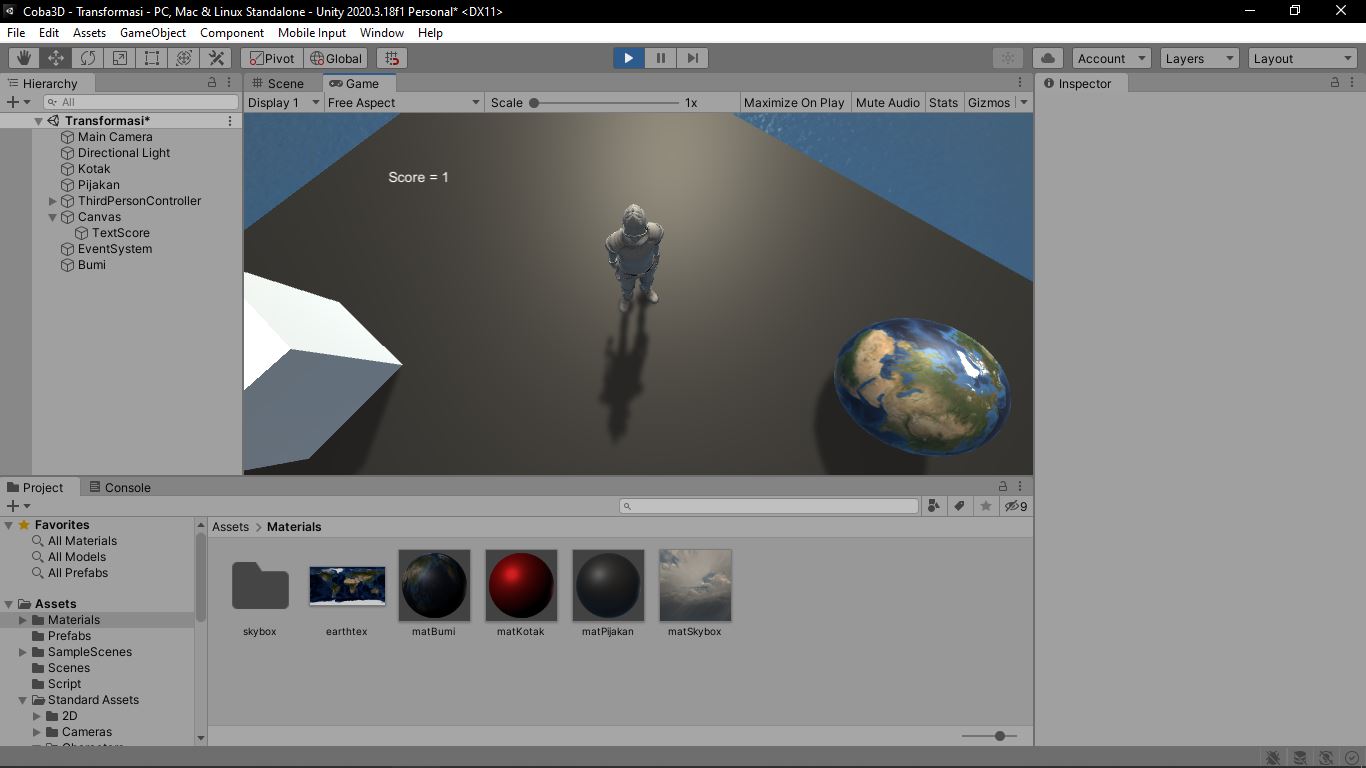 Coba3D - Transformasi - PC, Mac & Linux Standalone - Unity 2020.3.18f1 Personal* <DX11>
File Edit Assets GameObject Component Mobile Input Window Help
Pivot Global Account Layers Layout
Hierarchy
All
Transformasi*
Main Camera
Directional Light
Kotak
Pijakan
ThirdPersonController
Canvas
TextScore
EventSystem
Bumi
Scene Game
Display 1 Free Aspect Scale 1x Maximize On Play Mute Audio Stats Gizmos
Score = 1
Inspector
Project Console
9
Favorites
All Materials
All Models
All Prefabs
Assets
Materials
Prefabs
SampleScenes
Scenes
Script
Standard Assets
2D
Cameras
Assets > Materials
skybox earthtex matBumi matKotak matPijakan matSkybox